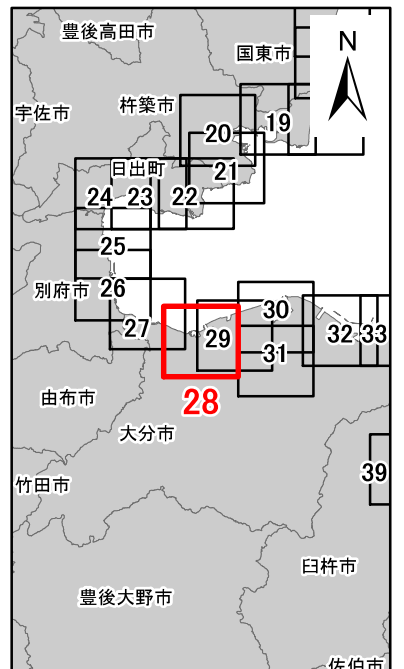 豊後高田市
国東市
N
宇佐市
杵築市
20
19
日出町
21
24
23
22
25
別府市
26
27
29
30
32
33
31
28
由布市
大分市
39
竹田市
臼杵市
豊後大野市
佐伯市